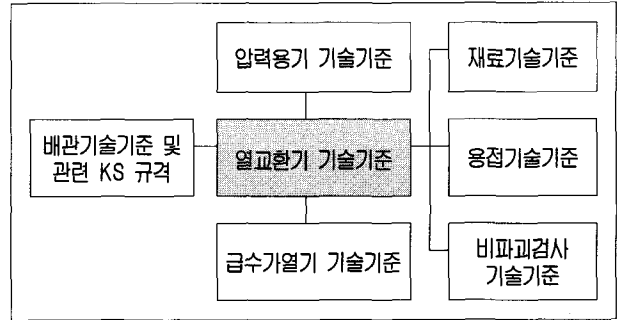 압력용기 기술기준
재료기술기준
배관기술기준 및
관련 KS 규격
열교환기 기술기준
용접기술기준
급수가열기 기술기준
비파괴검사
기술기준